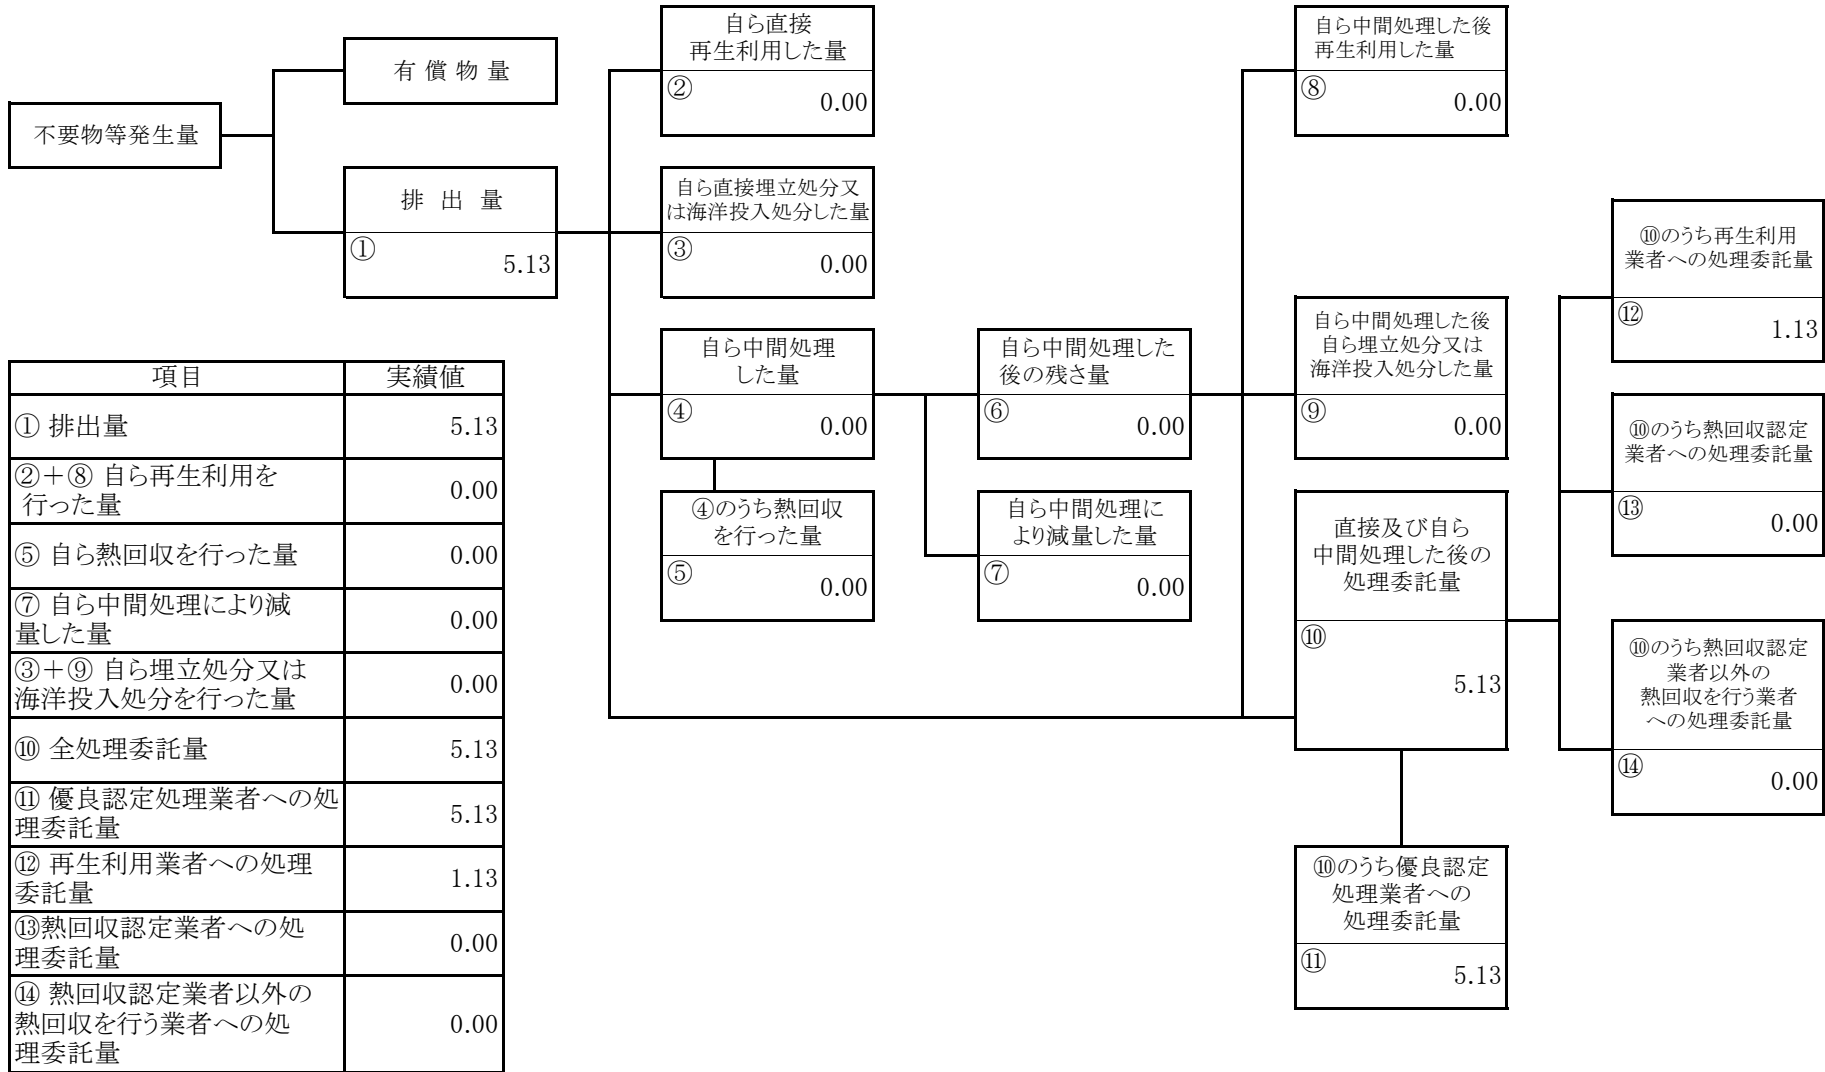 自ら直接
再生利用した量
②
0.00
自ら中間処理した後
再生利用した量
⑧
0.00
有 償 物 量
不要物等発生量
排 出 量
①
5.13
自ら直接埋立処分又
は海洋投入処分した量
③
0.00
⑩のうち再生利用
業者への処理委託量
⑫
1.13
自ら中間処理
した量
④
0.00
自ら中間処理した
後の残さ量
⑥
0.00
自ら中間処理した後
自ら埋立処分又は
海洋投入処分した量
⑨
0.00
⑩のうち熱回収認定
業者への処理委託量
⑬
0.00
④のうち熱回収
を行った量
⑤
0.00
自ら中間処理に
より減量した量
⑦
0.00
直接及び自ら
中間処理した後の
処理委託量
⑩
5.13
⑩のうち熱回収認定
業者以外の
熱回収を行う業者
への処理委託量
⑭
0.00
⑩のうち優良認定
処理業者への
処理委託量
⑪
5.13
項目 実績値
① 排出量 5.13
②+⑧ 自ら再生利用を
行った量 0.00
⑤ 自ら熱回収を行った量 0.00
⑦ 自ら中間処理により減
量した量 0.00
③+⑨ 自ら埋立処分又は
海洋投入処分を行った量 0.00
⑩ 全処理委託量 5.13
⑪ 優良認定処理業者への処
理委託量 5.13
⑫ 再生利用業者への処理
委託量 1.13
⑬熱回収認定業者への処
理委託量 0.00
⑭ 熱回収認定業者以外の
熱回収を行う業者への処
理委託量 0.00